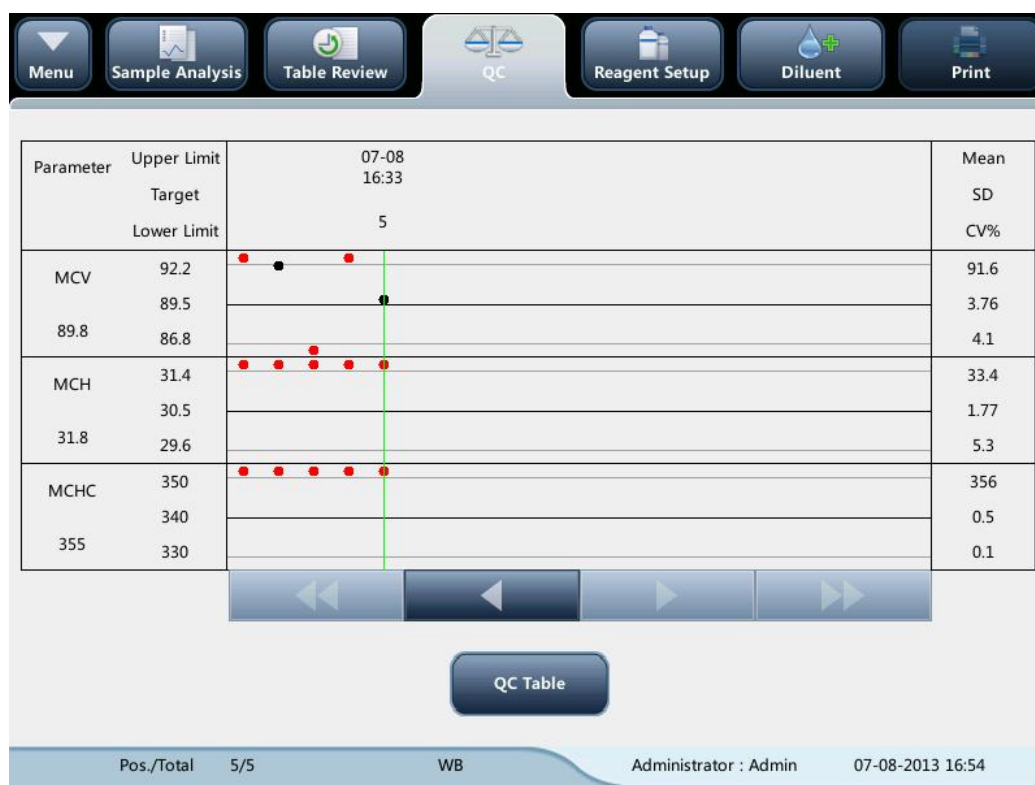 Menu
Sample Analysis
Table Review
QC
Reagent Setup
Diluent
Print
Parameter
Upper Limit
Target
Lower Limit
07-08
16:33
5
Mean
SD
CV%
MCV
89.8
92.2
89.5
86.8
91.6
3.76
4.1
MCH
31.8
31.4
30.5
29.6
33.4
1.77
5.3
MCHC
355
350
340
330
356
0.5
0.1
QC Table
Pos./Total 5/5 WB Administrator : Admin 07-08-2013 16:54